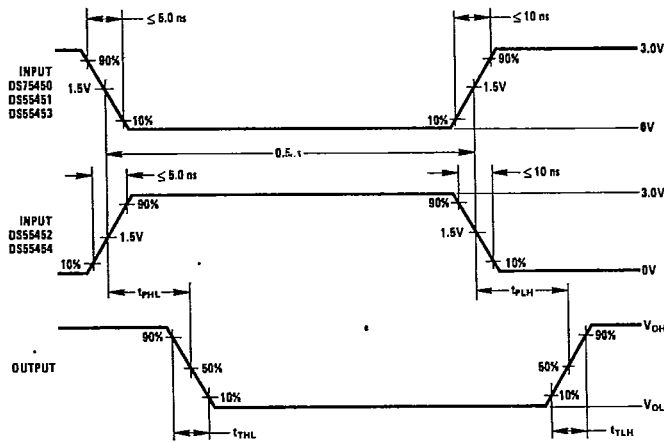 ≤ 5.0 ns
≤ 10 ns
INPUT
DS75450
DS55451
DS55453
90%
1.5V
10%
90%
1.5V
10%
3.0V
0V
≤ 5.0 ns
≤ 10 ns
INPUT
DS55452
DS55454
90%
1.5V
10%
90%
1.5V
10%
3.0V
0V
tPHL
tPLH
OUTPUT
90%
50%
10%
90%
50%
10%
VOH
VOL
tTHL
tTLH